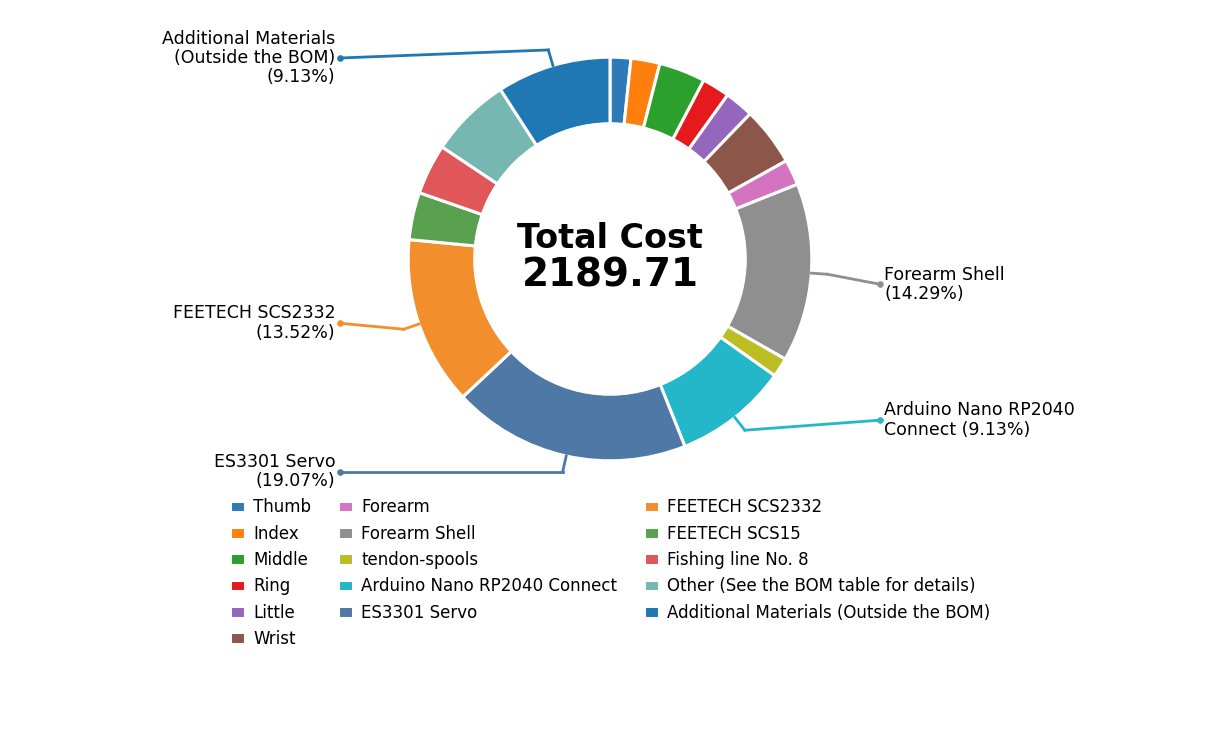 Additional Materials
(Outside the BOM)
(9.13%)
Total Cost
2189.71
Forearm Shell
(14.29%)
FEETECH SCS2332
(13.52%)
Arduino Nano RP2040
Connect (9.13%)
ES3301 Servo
(19.07%)
Thumb
Index
Middle
Ring
Little
Wrist
Forearm
Forearm Shell
tendon-spools
Arduino Nano RP2040 Connect
ES3301 Servo
FEETECH SCS2332
FEETECH SCS15
Fishing line No. 8
Other (See the BOM table for details)
Additional Materials (Outside the BOM)